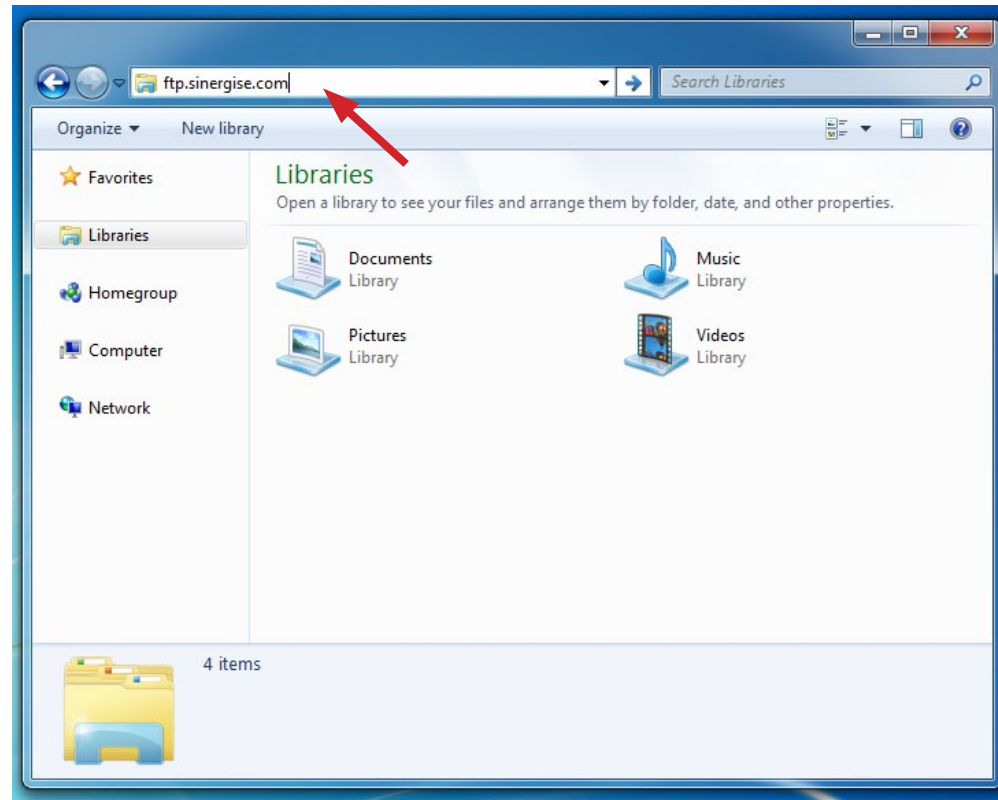 ftp.sinergise.com
Search Libraries
Organize
New library
Favorites
Libraries
Homegroup
Computer
Network
Libraries
Open a library to see your files and arrange them by folder, date, and other properties.
Documents
Library
Music
Library
Pictures
Library
Videos
Library
4 items